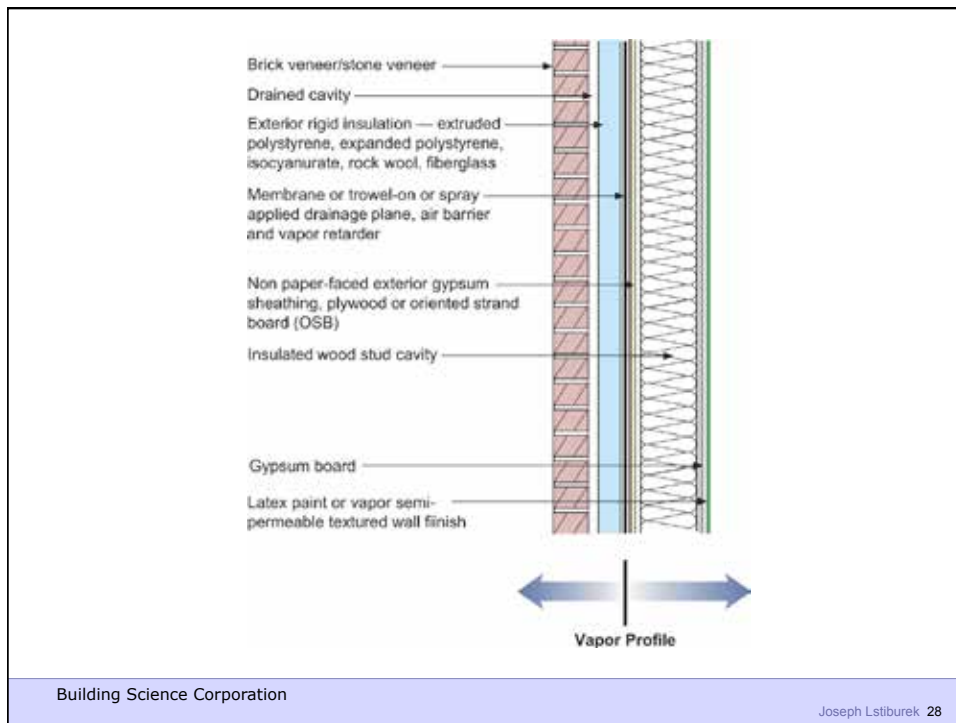 Brick veneer/stone veneer
Drained cavity
Exterior rigid insulation — extruded
polystyrene, expanded polystyrene,
isocyanurate, rock wool, fiberglass
Membrane or trowel-on or spray
applied drainage plane, air barrier
and vapor retarder
Non paper-faced exterior gypsum
sheathing, plywood or oriented strand
board (OSB)
Insulated wood stud cavity
Gypsum board
Latex paint or vapor semi-
permeable textured wall fiinish
Vapor Profile
Building Science Corporation
Joseph Lstiburek 28